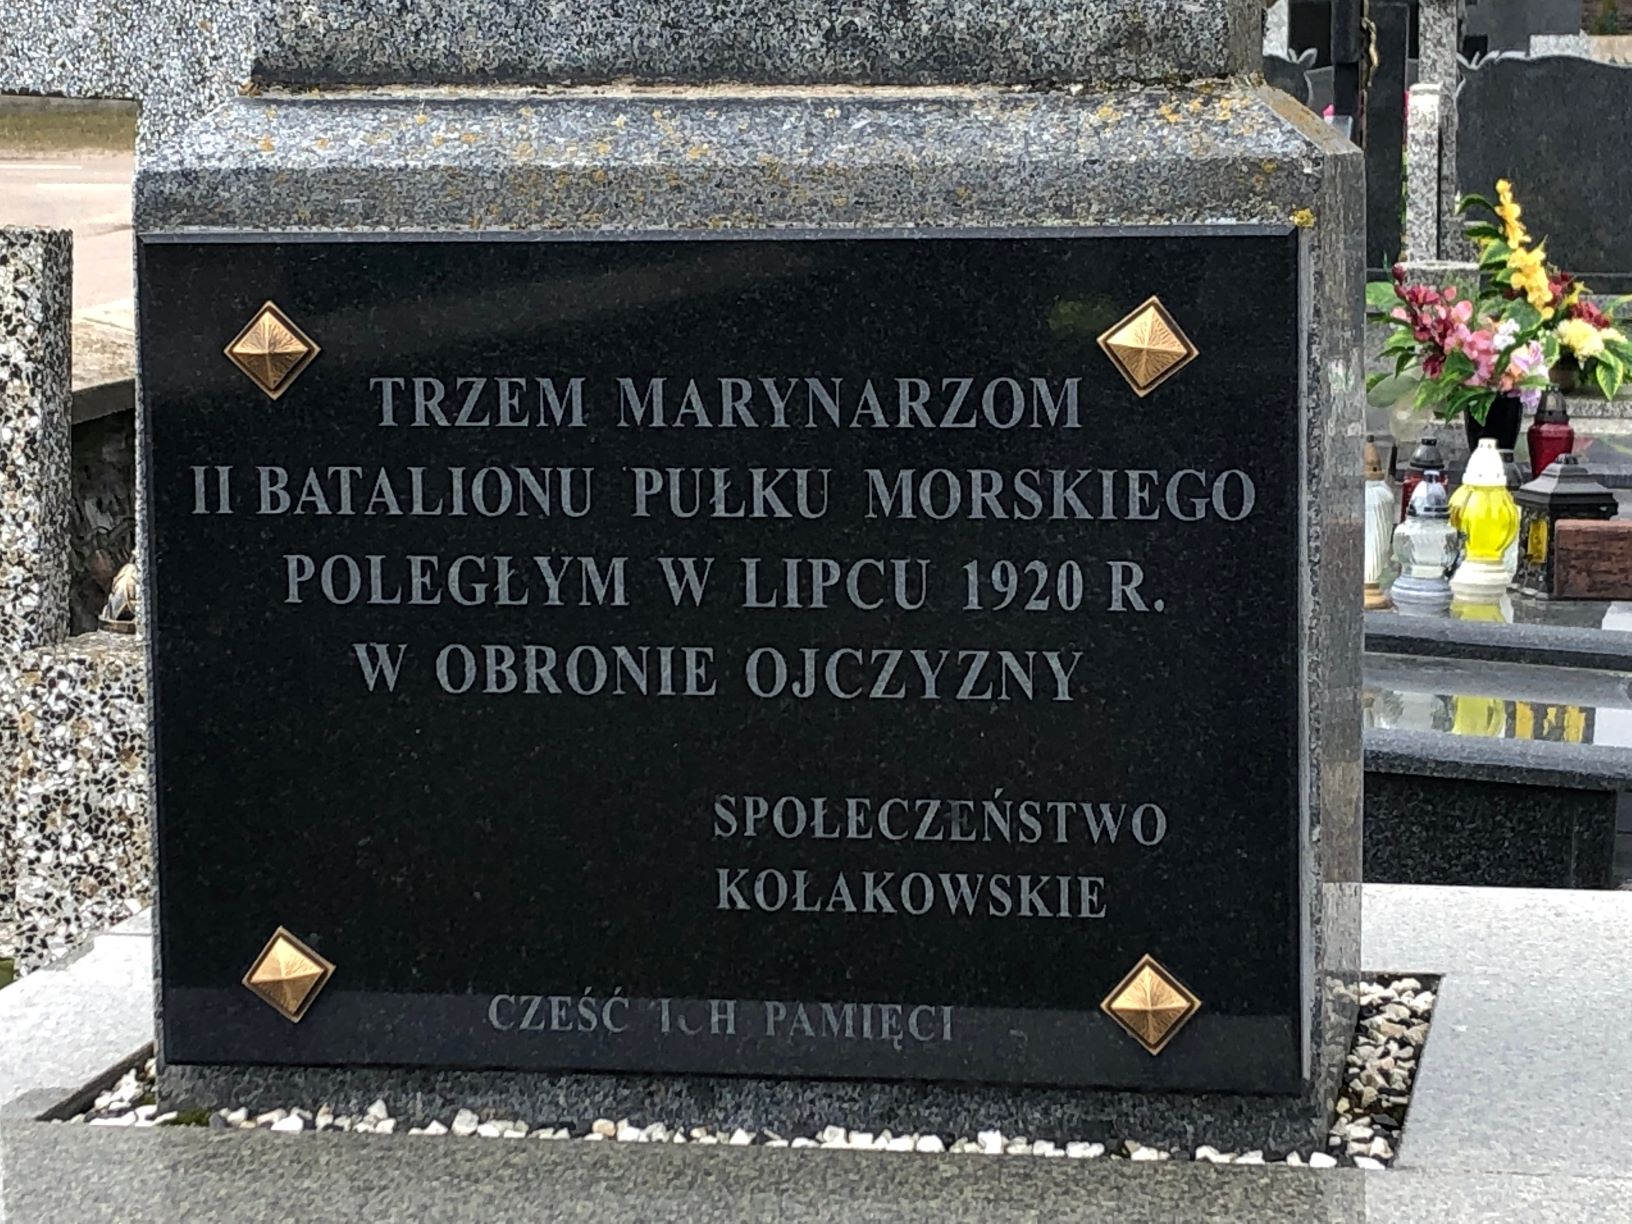 TRZEM MARYNARZOM
II BATALIONU PUŁKU MORSKIEGO
POLEGŁYM W LIPCU 1920 R.
W OBRONIE OJCZYZNY
SPOŁECZEŃSTWO
KOŁAKOWSKIE
CZEŚĆ ICH PAMIĘCI